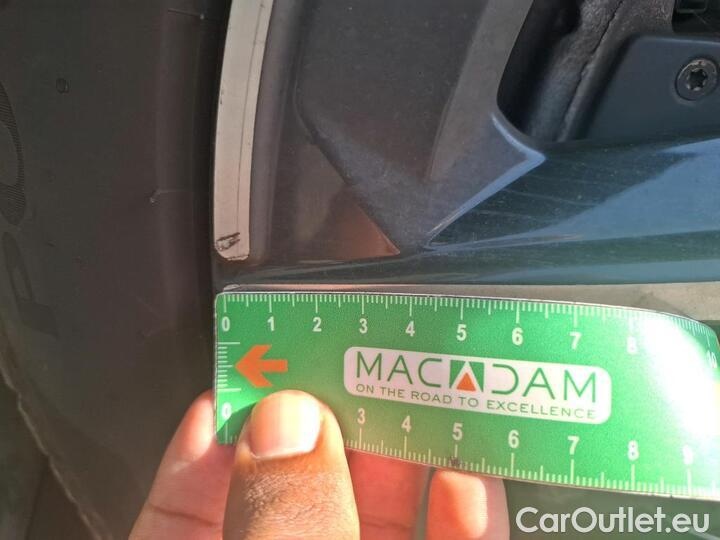 0 1 2 3 4 5 6 7 8 10
MACADAM
ON THE ROAD TO EXCELLENCE
0 3 4 5 6 7 8 9
CarOutlet.eu